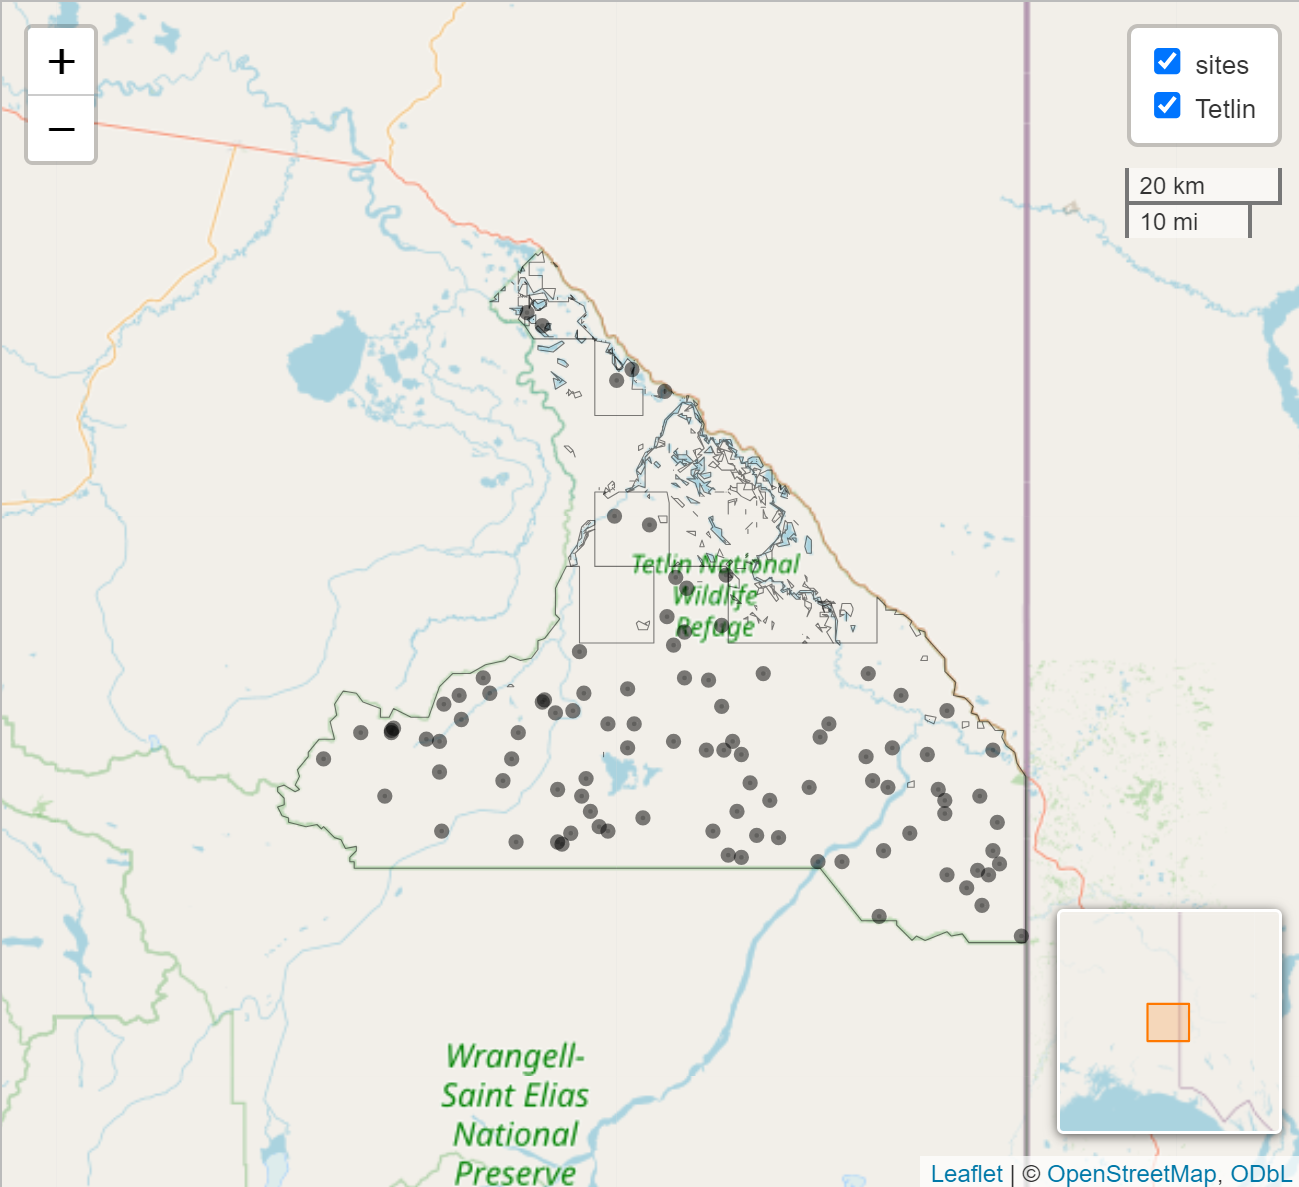 +
−
sites
Tetlin
20 km
10 mi
Tetlin National
Wildlife
Refuge
Wrangell-
Saint Elias
National
Preserve
Leaflet | © OpenStreetMap, ODbL